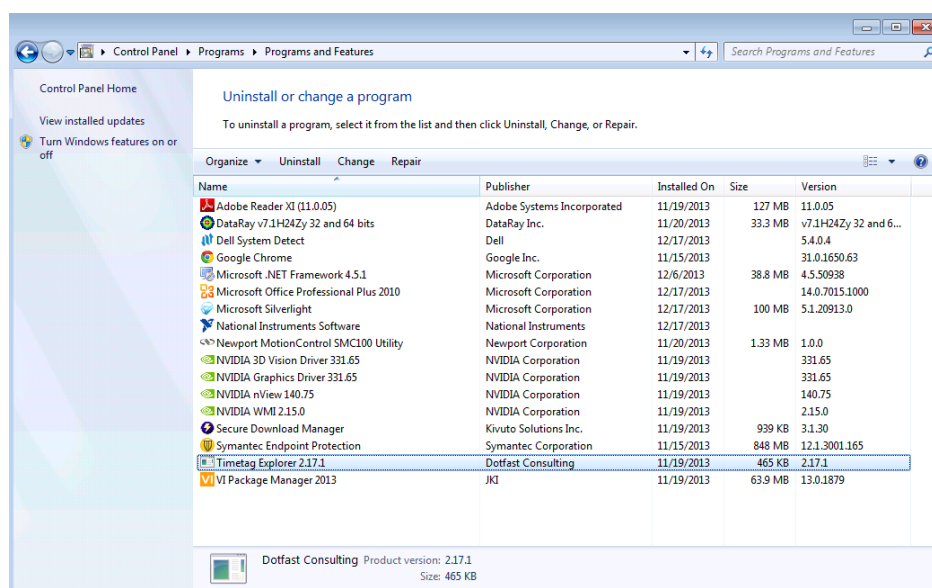 Control Panel Programs Programs and Features Search Programs and Features
Control Panel Home
View installed updates
Turn Windows features on or
off
Uninstall or change a program
To uninstall a program, select it from the list and then click Uninstall, Change, or Repair.
Organize Uninstall Change Repair
Name Publisher Installed On Size Version
Adobe Reader XI (11.0.05) Adobe Systems Incorporated 11/19/2013 127 MB 11.0.05
DataRay v7.1H24Zy 32 and 64 bits DataRay Inc. 11/20/2013 33.3 MB v7.1H24Zy 32 and 6...
Dell System Detect Dell 12/17/2013 5.4.0.4
Google Chrome Google Inc. 11/15/2013 31.0.1650.63
Microsoft .NET Framework 4.5.1 Microsoft Corporation 12/6/2013 38.8 MB 4.5.50938
Microsoft Office Professional Plus 2010 Microsoft Corporation 12/17/2013 14.0.7015.1000
Microsoft Silverlight Microsoft Corporation 12/17/2013 100 MB 5.1.20913.0
National Instruments Software National Instruments 12/17/2013
Newport MotionControl SMC100 Utility Newport Corporation 11/20/2013 1.33 MB 1.0.0
NVIDIA 3D Vision Driver 331.65 NVIDIA Corporation 11/19/2013 331.65
NVIDIA Graphics Driver 331.65 NVIDIA Corporation 11/19/2013 331.65
NVIDIA nView 140.75 NVIDIA Corporation 11/19/2013 140.75
NVIDIA WMI 2.15.0 NVIDIA Corporation 11/19/2013 2.15.0
Secure Download Manager Kivuto Solutions Inc. 11/19/2013 939 KB 3.1.30
Symantec Endpoint Protection Symantec Corporation 11/15/2013 848 MB 12.1.3001.165
Timetag Explorer 2.17.1 Dotfast Consulting 11/19/2013 465 KB 2.17.1
VI Package Manager 2013 JKI 11/19/2013 63.9 MB 13.0.1879
Dotfast Consulting Product version: 2.17.1
Size: 465 KB